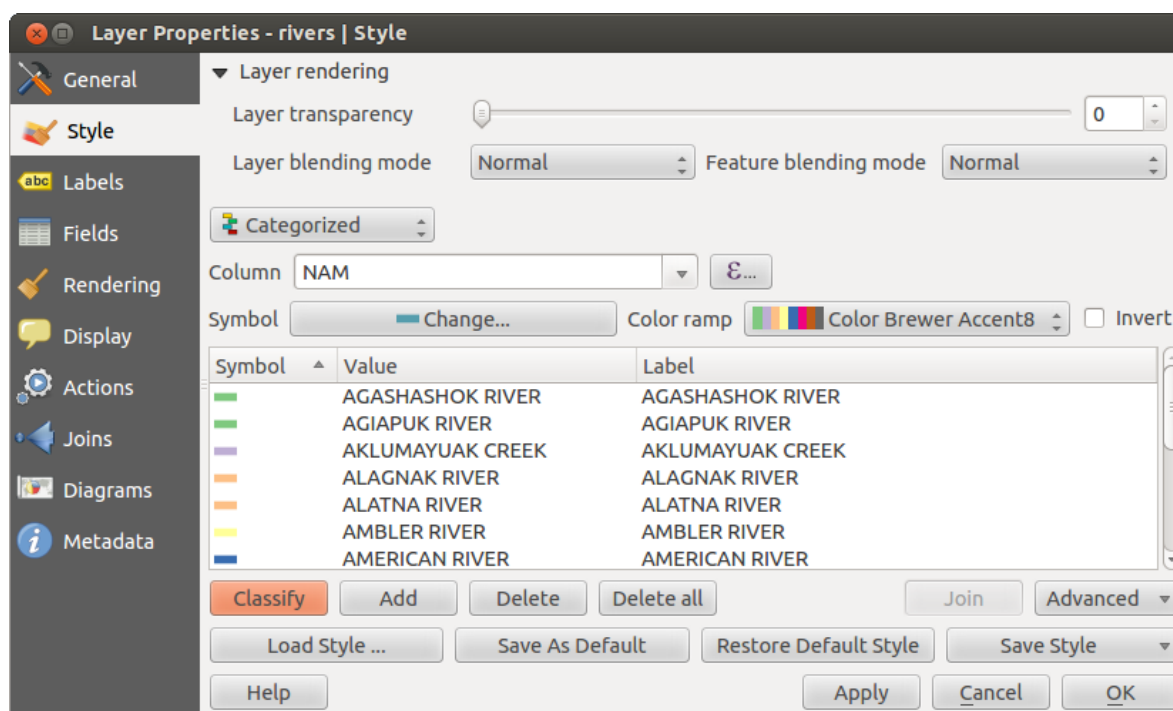 Layer Properties - rivers | Style
General
Style
abc Labels
Fields
Rendering
Display
Actions
Joins
Diagrams
Metadata
Layer rendering
Layer transparency 0
Layer blending mode Normal Feature blending mode Normal
Categorized
Column NAM ε...
Symbol Change... Color ramp Color Brewer Accent8 Invert
Symbol Value Label
AGASHASHOK RIVER AGASHASHOK RIVER
AGIAPUK RIVER AGIAPUK RIVER
AKLUMAYUAK CREEK AKLUMAYUAK CREEK
ALAGNAK RIVER ALAGNAK RIVER
ALATNA RIVER ALATNA RIVER
AMBLER RIVER AMBLER RIVER
AMERICAN RIVER AMERICAN RIVER
Classify Add Delete Delete all Join Advanced
Load Style ... Save As Default Restore Default Style Save Style
Help Apply Cancel OK